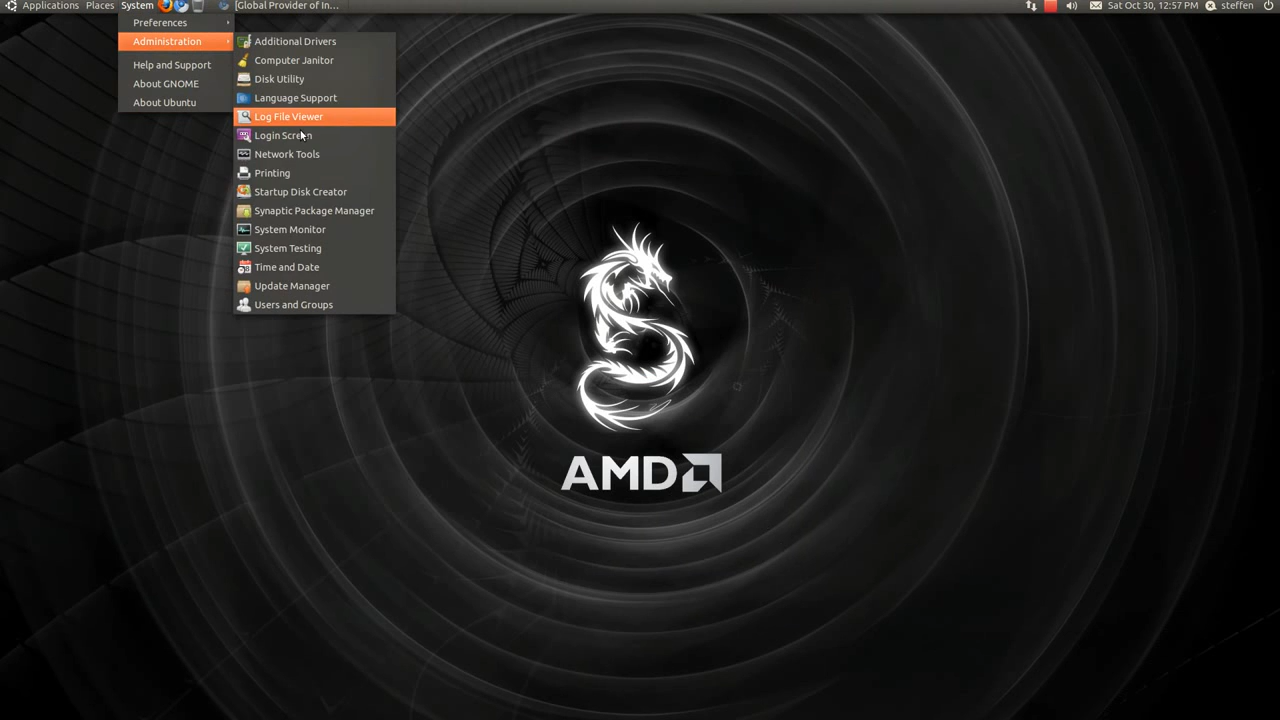 Applications Places System [Global Provider of In... Sat Oct 30, 12:57 PM steffen
Preferences
Administration
Help and Support
About GNOME
About Ubuntu
Additional Drivers
Computer Janitor
Disk Utility
Language Support
Log File Viewer
Login Screen
Network Tools
Printing
Startup Disk Creator
Synaptic Package Manager
System Monitor
System Testing
Time and Date
Update Manager
Users and Groups
AMD